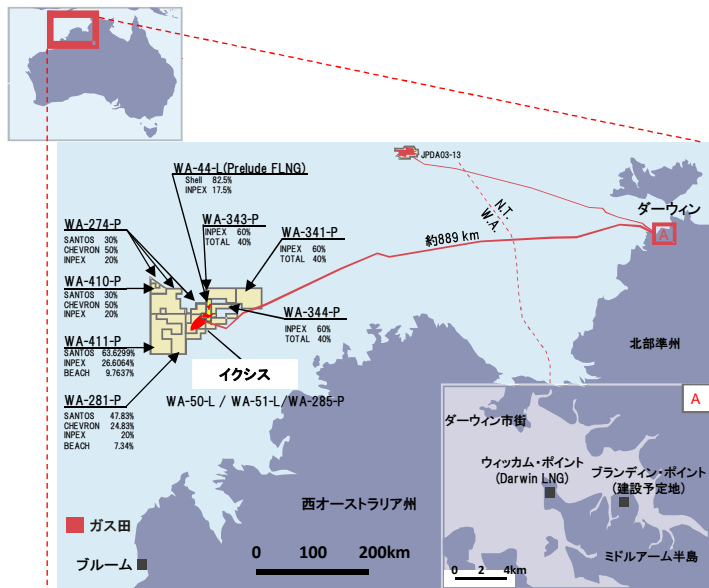 JPDA03-13
WA-44-L(Prelude FLNG)
Shell 82.5%
INPEX 17.5%
N.T.
W.A.
ダーウィン
A
WA-274-P
SANTOS 30%
CHEVRON 50%
INPEX 20%
WA-343-P
INPEX 60%
TOTAL 40%
WA-341-P
INPEX 60%
TOTAL 40%
約889 km
WA-410-P
SANTOS 30%
CHEVRON 50%
INPEX 20%
WA-344-P
INPEX 60%
TOTAL 40%
北部準州
WA-411-P
SANTOS 63.6299%
INPEX 26.6064%
BEACH 9.7637%
イクシス
WA-50-L / WA-51-L/WA-285-P
WA-281-P
SANTOS 47.83%
CHEVRON 24.83%
INPEX 20%
BEACH 7.34%
A
ダーウィン市街
ウィッカム・ポイント
(Darwin LNG)
ブランディン・ポイント
(建設予定地)
ミドルアーム半島
0 2 4km
西オーストラリア州
ガス田
ブルーム
0 100 200km